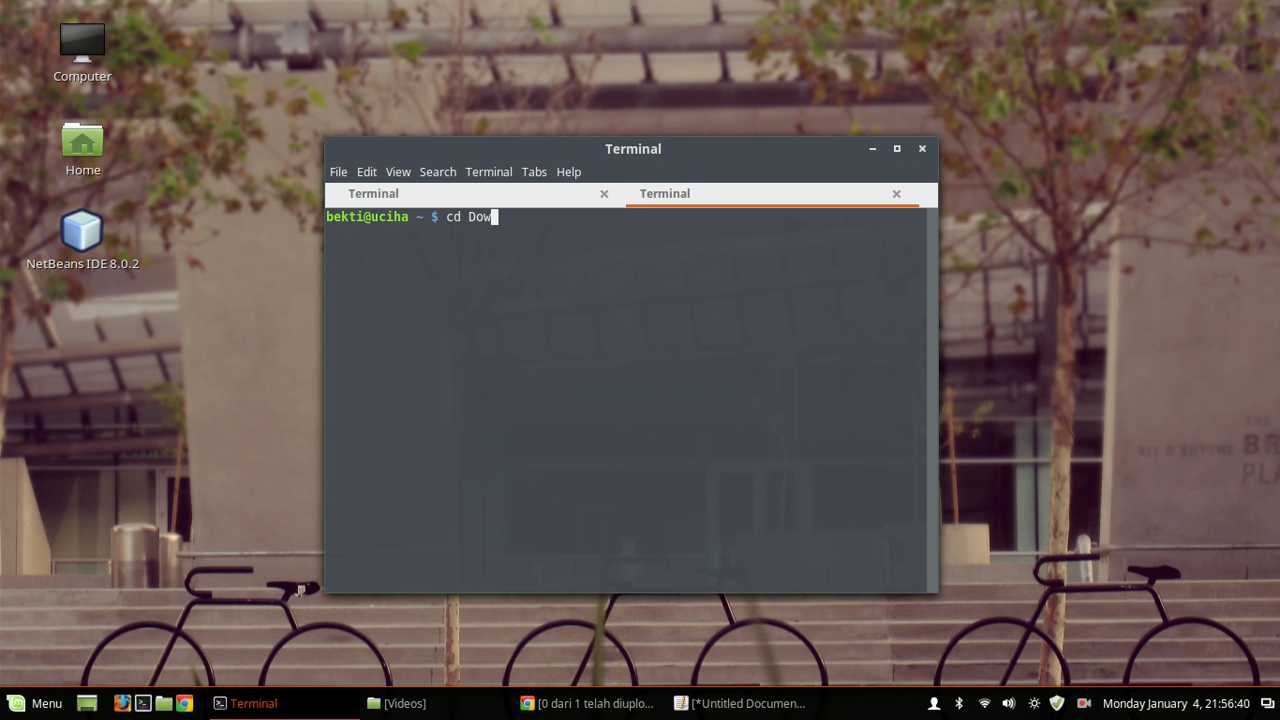 Computer
Home
NetBeans IDE 8.0.2
Terminal
File Edit View Search Terminal Tabs Help
Terminal Terminal
bekti@uciha ~ $ cd Dow
Menu Terminal [Videos] [0 dari 1 telah diuplo... [*Untitled Documen... Monday January 4, 21:56:40